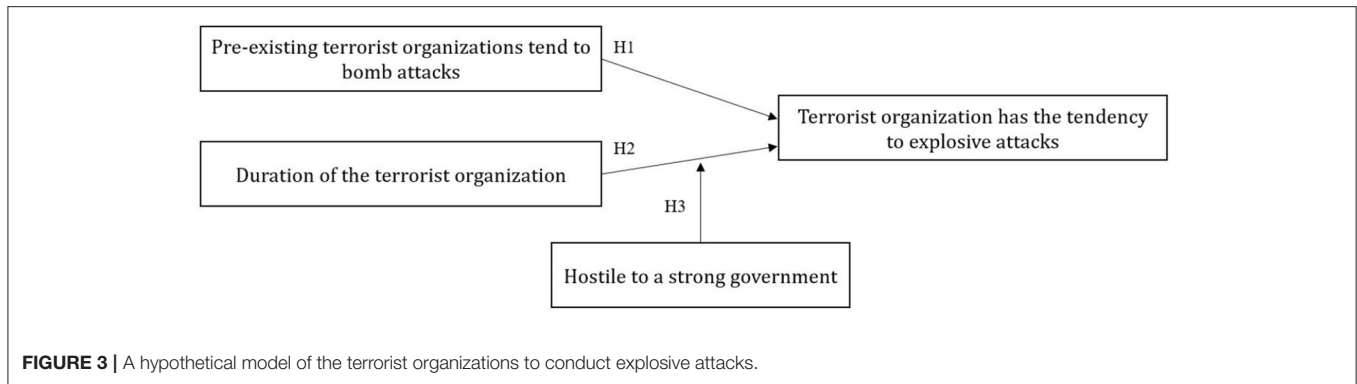 Pre-existing terrorist organizations tend to
bomb attacks
H1
Terrorist organization has the tendency
to explosive attacks
Duration of the terrorist organization
H2
H3
Hostile to a strong government
FIGURE 3 | A hypothetical model of the terrorist organizations to conduct explosive attacks.